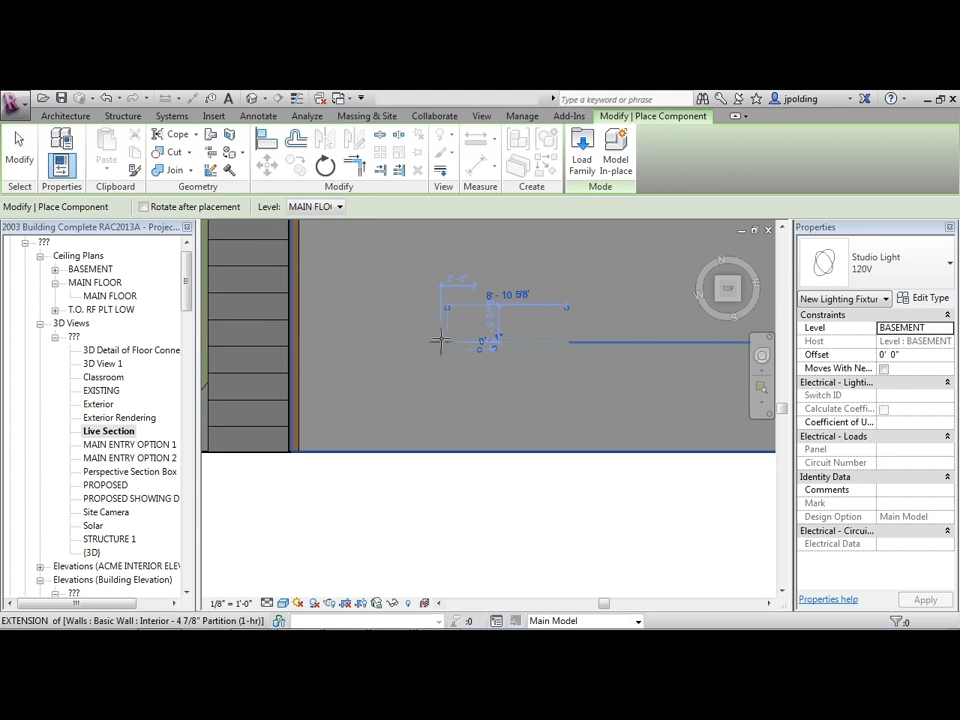 Type a keyword or phrase
jpolding
Architecture Structure Systems Insert Annotate Analyze Massing & Site Collaborate View Manage Add-Ins Modify | Place Component
Modify
Paste
Cope
Cut
Join
Load
Family
Model
In-place
Select Properties Clipboard Geometry Modify View Measure Create Mode
Modify | Place Component
Rotate after placement
Level:
MAIN FLO
2003 Building Complete RAC2013A - Projec...
???
Ceiling Plans
BASEMENT
MAIN FLOOR
MAIN FLOOR
T.O. RF PLT LOW
3D Views
???
3D Detail of Floor Conne
3D View 1
Classroom
EXISTING
Exterior
Exterior Rendering
Live Section
MAIN ENTRY OPTION 1
MAIN ENTRY OPTION 2
Perspective Section Box
PROPOSED
PROPOSED SHOWING D
Site Camera
Solar
STRUCTURE 1
{3D}
Elevations (ACME INTERIOR ELEV
Elevations (Building Elevation)
???
8' - 10 5/8"
N
W
TOP
E
S
1/8" = 1'-0"
Properties
Studio Light
120V
New Lighting Fixtur
Edit Type
Constraints
Level BASEMENT
Host Level : BASEMENT
Offset 0' 0"
Moves With Ne...
Electrical - Lighti...
Switch ID
Calculate Coeffi...
Coefficient of U...
Electrical - Loads
Panel
Circuit Number
Identity Data
Comments
Mark
Design Option Main Model
Electrical - Circui...
Electrical Data
Properties help
Apply
EXTENSION of [Walls : Basic Wall : Interior - 4 7/8" Partition (1-hr)]
:0
Main Model
:0